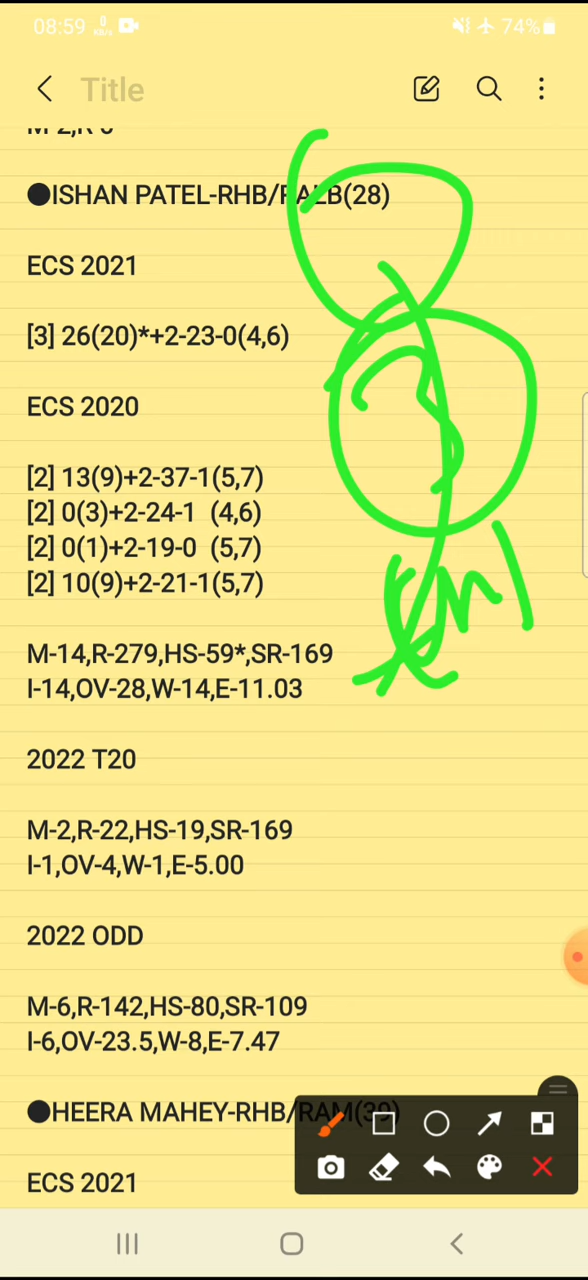 08:59 0 KB/s 74%
Title
●ISHAN PATEL-RHB/RALB(28)
ECS 2021
[3] 26(20)*+2-23-0(4,6)
ECS 2020
[2] 13(9)+2-37-1(5,7)
[2] 0(3)+2-24-1 (4,6)
[2] 0(1)+2-19-0 (5,7)
[2] 10(9)+2-21-1(5,7)
M-14,R-279,HS-59*,SR-169
I-14,OV-28,W-14,E-11.03
2022 T20
M-2,R-22,HS-19,SR-169
I-1,OV-4,W-1,E-5.00
2022 ODD
M-6,R-142,HS-80,SR-109
I-6,OV-23.5,W-8,E-7.47
●HEERA MAHEY-RHB/RAM(39)
ECS 2021